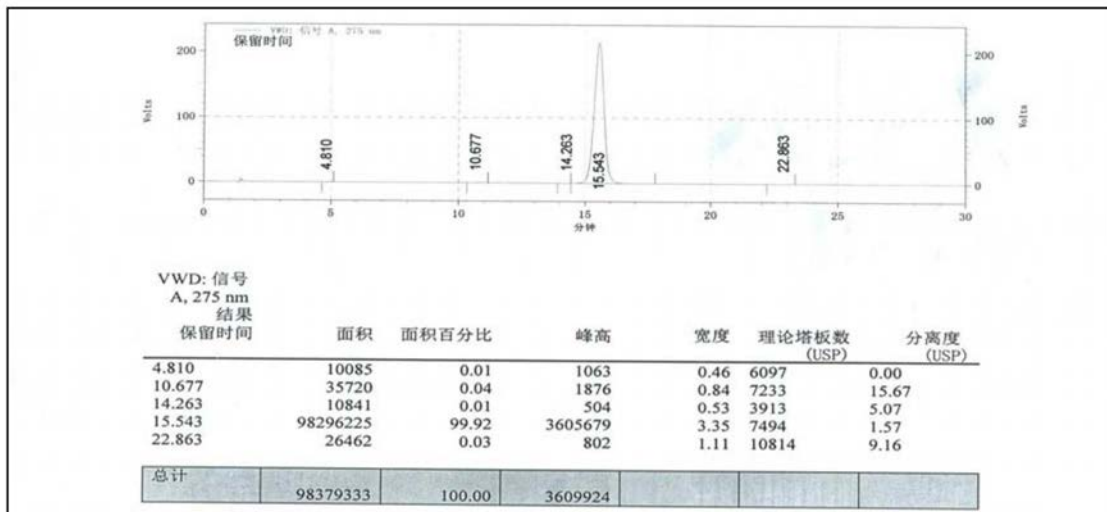 VWD: 信号 A, 275 nm
保留时间
200
100
0
Volts
200
100
0
Volts
4.810
10.677
14.263
15.543
22.863
0 5 10 15 20 25 30
分钟
VWD: 信号
A, 275 nm
结果
保留时间 面积 面积百分比 峰高 宽度 理论塔板数 (USP) 分离度 (USP)
4.810 10085 0.01 1063 0.46 6097 0.00
10.677 35720 0.04 1876 0.84 7233 15.67
14.263 10841 0.01 504 0.53 3913 5.07
15.543 98296225 99.92 3605679 3.35 7494 1.57
22.863 26462 0.03 802 1.11 10814 9.16
总计
98379333 100.00 3609924